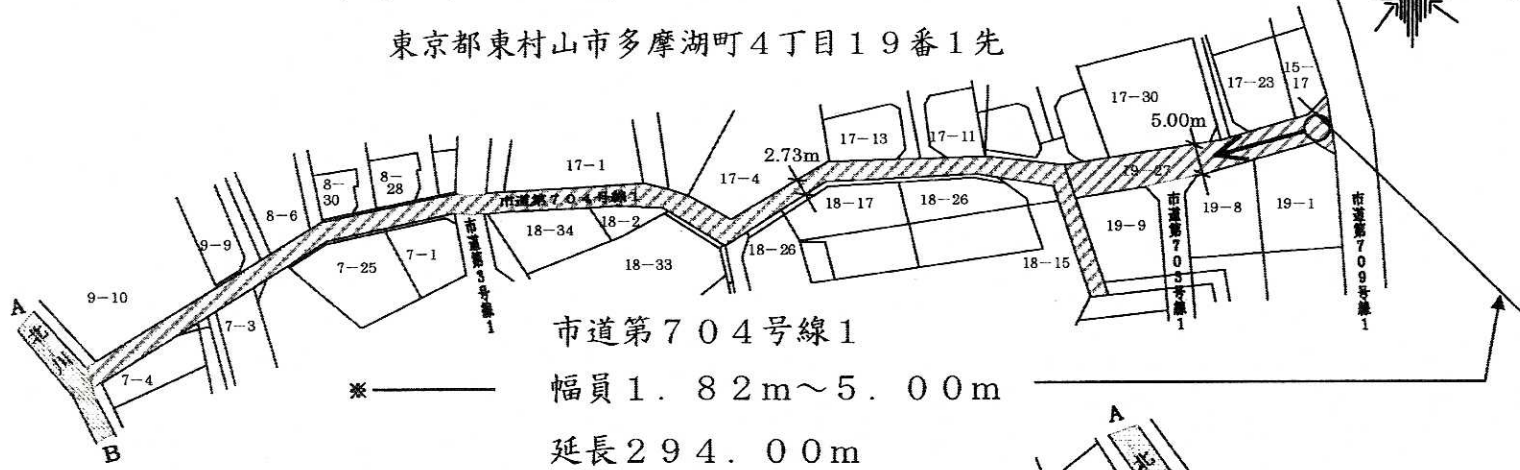 東京都東村山市多摩湖町4丁目19番1先
15-17
17-23
17-30
5.00m
17-13
17-11
2.73m
17-1
17-4
19-27
8-30
8-28
市道第704号線1
8-6
18-17
18-26
19-9
19-8
19-1
18-34
18-2
9-9
7-25
7-1
市道第3号線1
18-33
18-26
18-15
市道第703号線1
市道第709号線1
9-10
7-3
A
北川
7-4
B
市道第704号線1
※
幅員1.82m~5.00m
延長294.00m
A
北